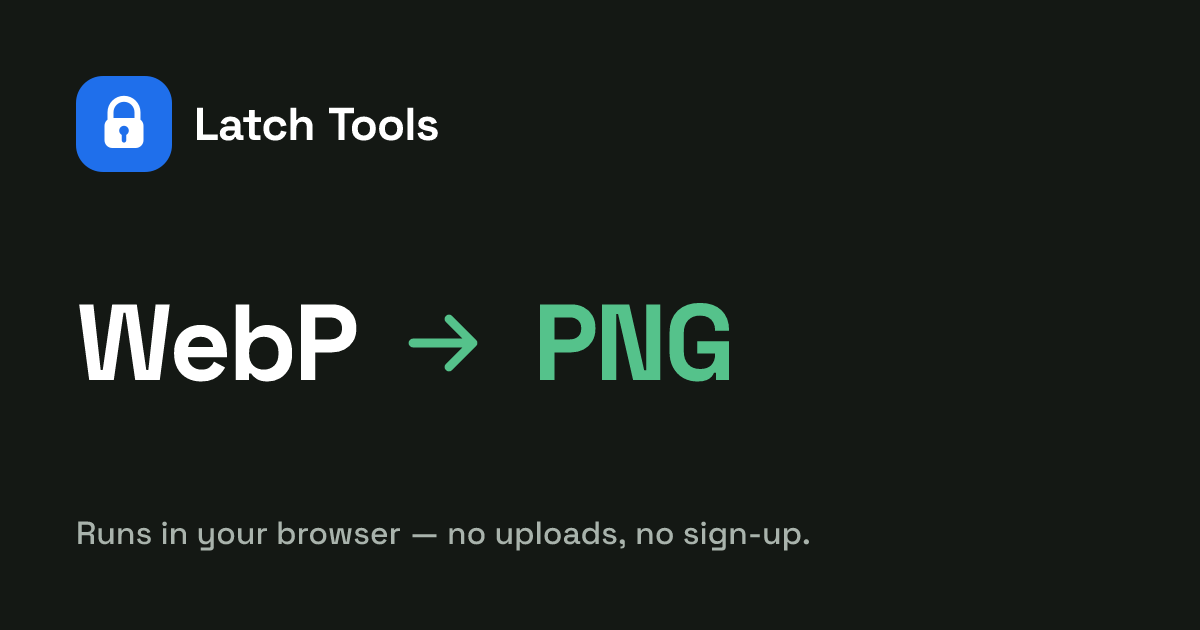 Latch Tools
WebP → PNG
Runs in your browser — no uploads, no sign-up.